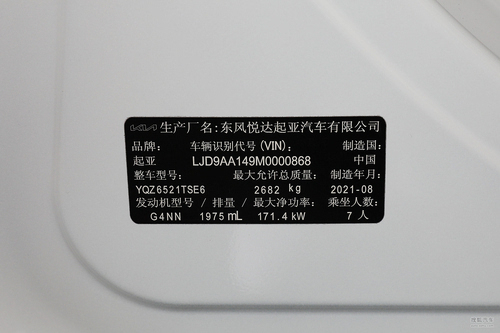 KIA 生产厂名:东风悦达起亚汽车有限公司
品牌: 车辆识别代号(VIN): 制造国:
起亚 LJD9AA149M0000868 中国
整车型号: 最大允许总质量: 制造年月:
YQZ6521TSE6 2682 kg 2021-08
发动机型号/排量/最大净功率: 乘坐人数:
G4NN 1975 mL 171.4 kW 7人